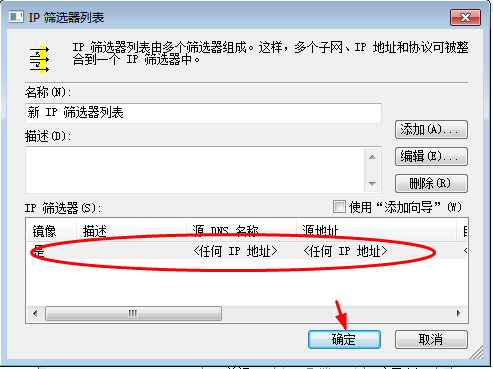 IP 筛选器列表
IP 筛选器列表由多个筛选器组成。这样，多个子网、IP 地址和协议可被整
合到一个 IP 筛选器中。
名称(N):
新 IP 筛选器列表
描述(D):
添加(A)...
编辑(E)...
删除(R)
IP 筛选器(S):
使用“添加向导”(W)
镜像 描述 源 DNS 名称 源地址
是 <任何 IP 地址> <任何 IP 地址>
确定 取消